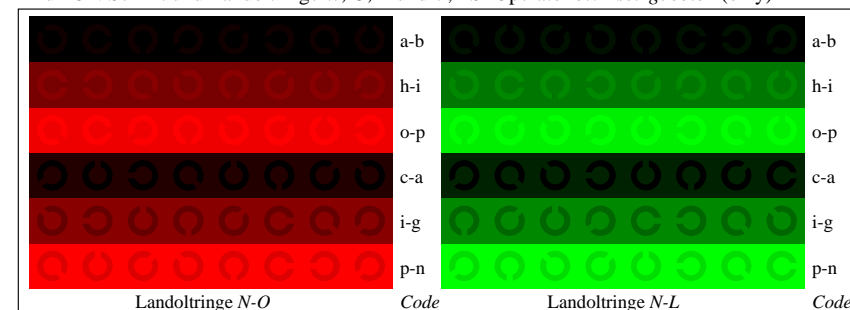 a-b a-b
h-i h-i
o-p o-p
c-a c-a
i-g i-g
p-n p-n
Landoltringe N-O Code Landoltringe N-L Code